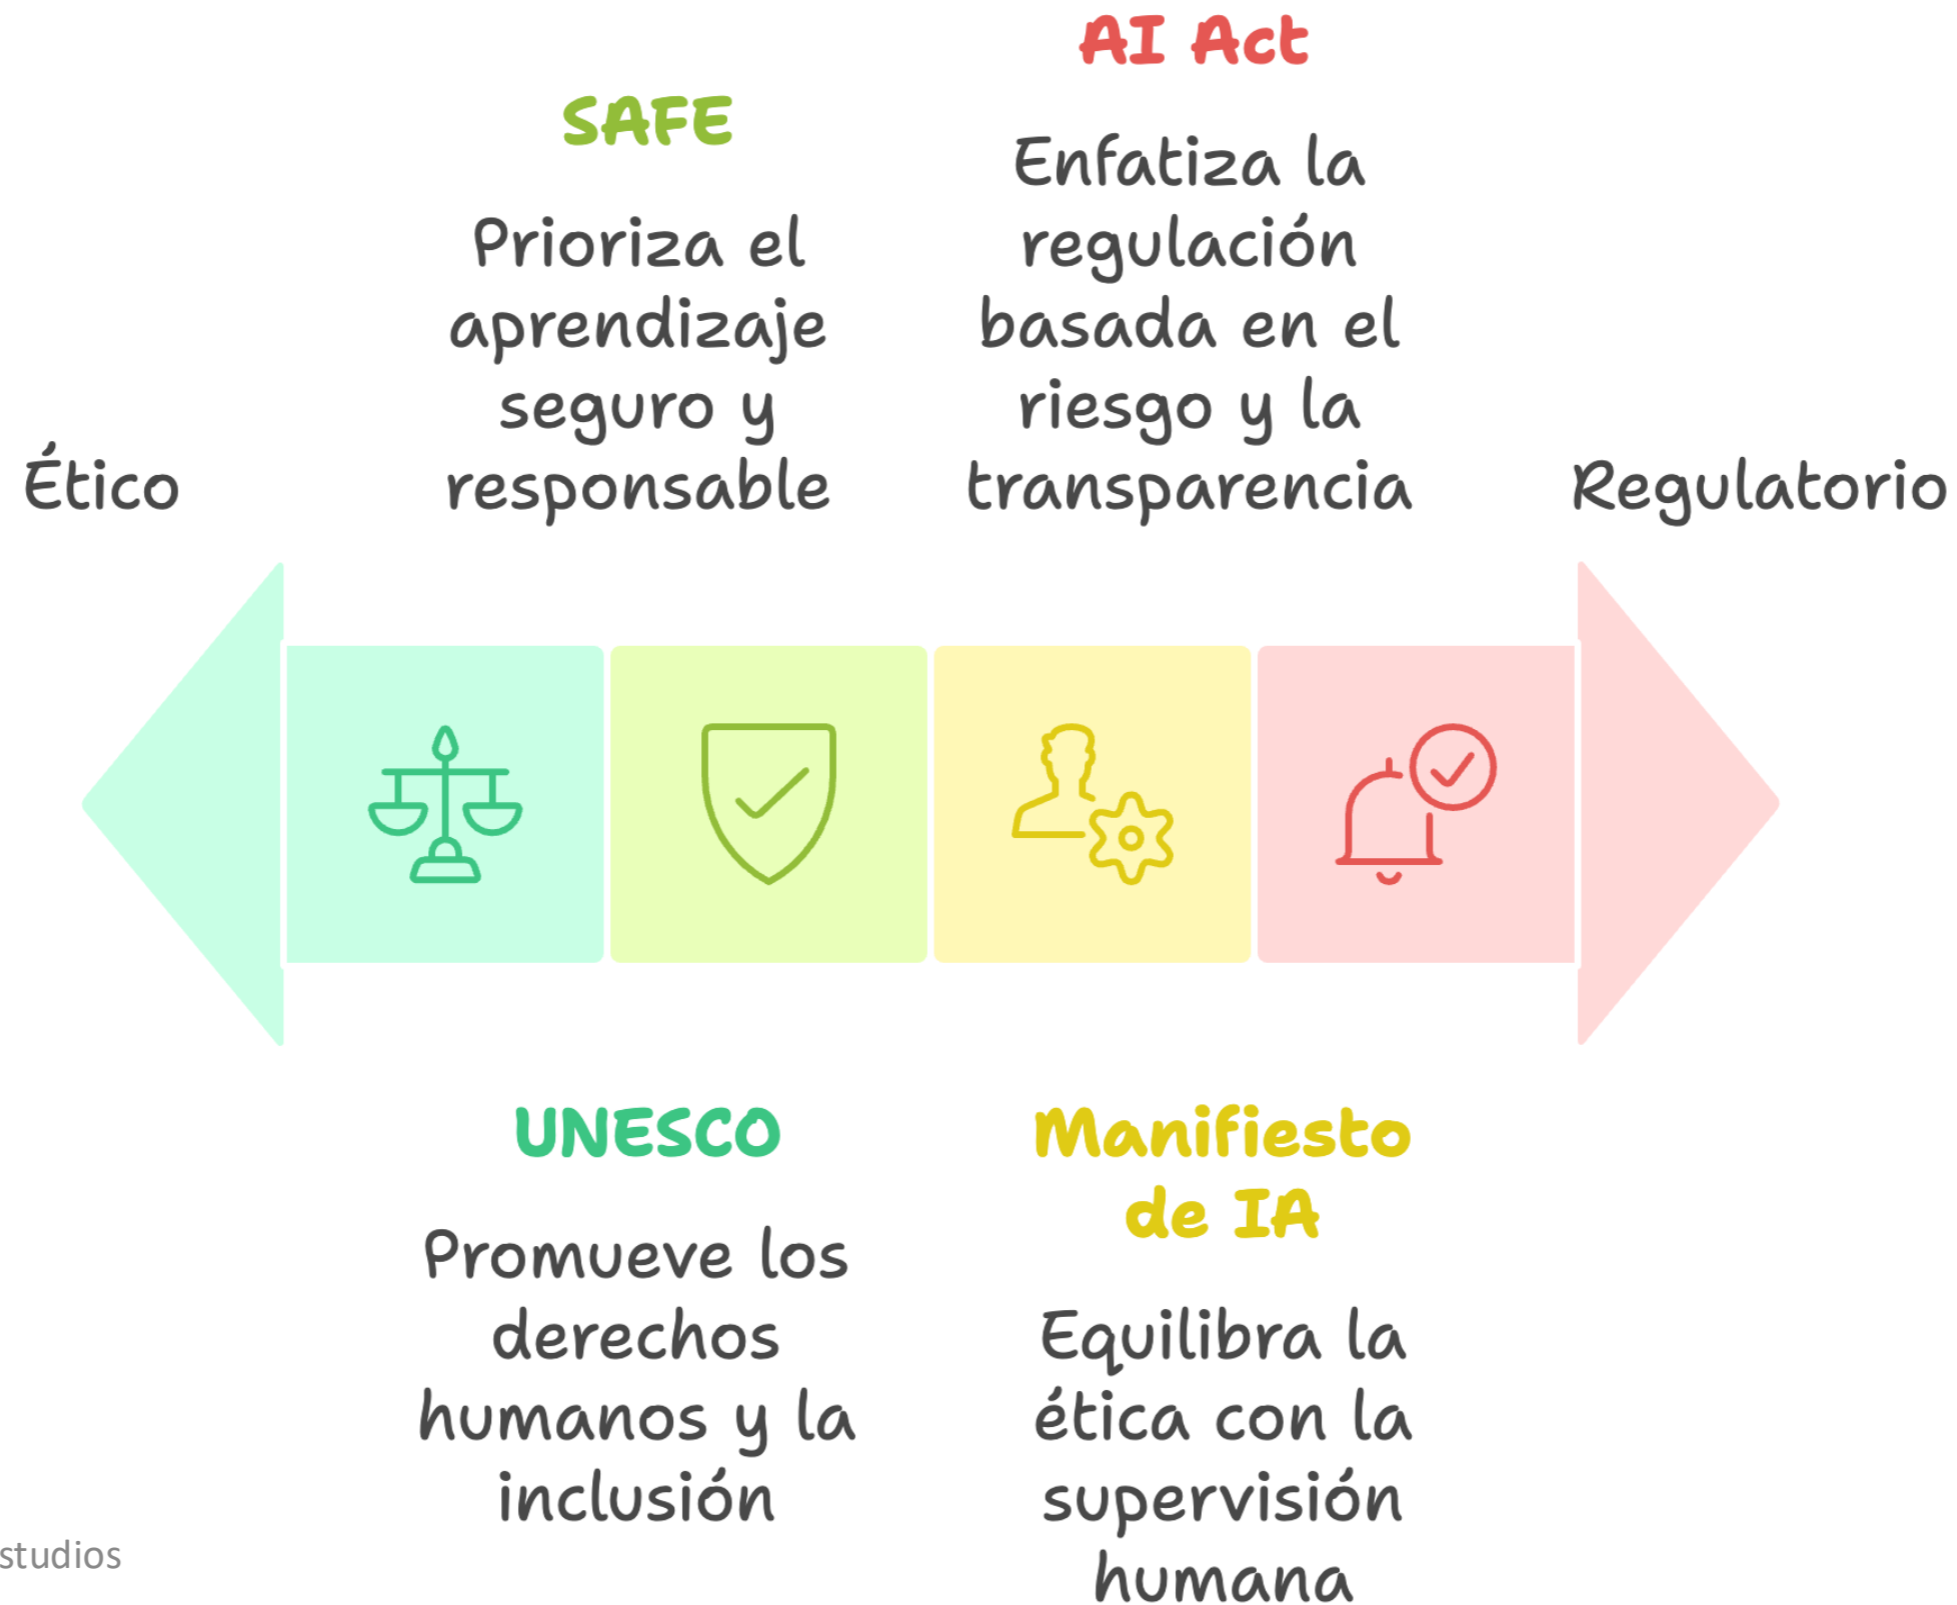 AI Act
SAFE
Enfatiza la
regulación
basada en el
riesgo y la
transparencia
Prioriza el
aprendizaje
seguro y
responsable
Ético
Regulatorio
UNESCO
Promueve los
derechos
humanos y la
inclusión
Manifiesto
de IA
Equilibra la
ética con la
supervisión
humana
studios